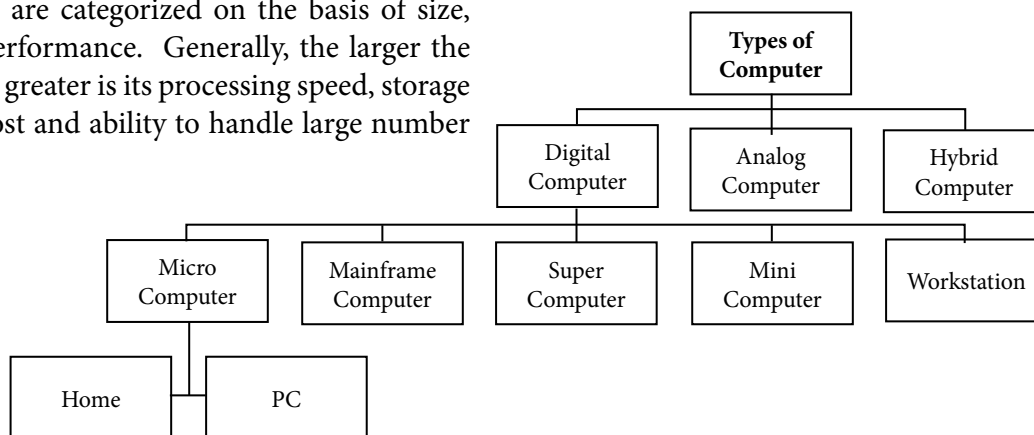 are categorized on the basis of size,
erformance. Generally, the larger the
greater is its processing speed, storage
ost and ability to handle large number
Types of
Computer
Digital
Computer
Analog
Computer
Hybrid
Computer
Micro
Computer
Mainframe
Computer
Super
Computer
Mini
Computer
Workstation
Home
PC